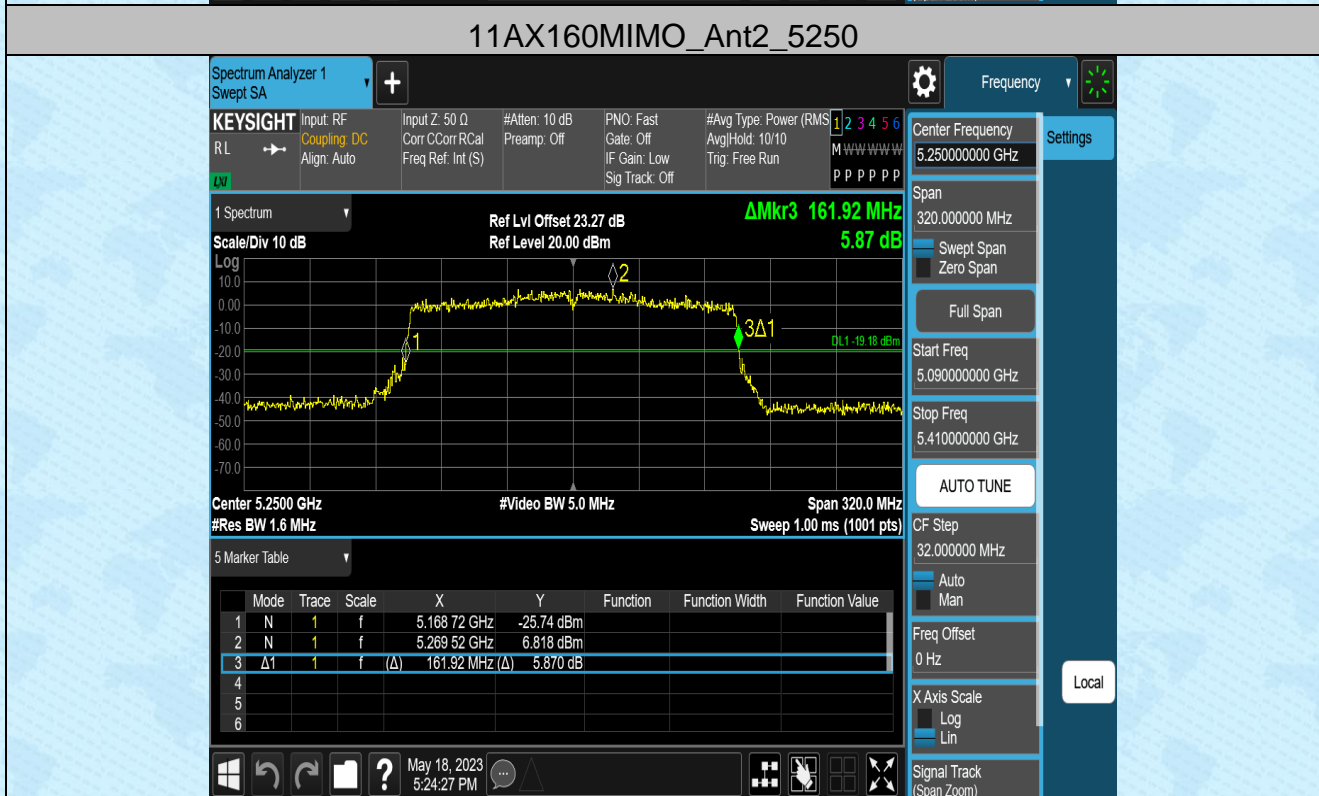 11AX160MIMO_Ant2_5250
Spectrum Analyzer 1
Swept SA
+
Frequency
KEYSIGHT
RL
LXI
Input: RF
Coupling: DC
Align: Auto
Input Z: 50 Ω
Corr CCorr RCal
Freq Ref: Int (S)
#Atten: 10 dB
Preamp: Off
PNO: Fast
Gate: Off
IF Gain: Low
Sig Track: Off
#Avg Type: Power (RMS
Avg|Hold: 10/10
Trig: Free Run
1 2 3 4 5 6
M W W W W W
P P P P P P
1 Spectrum
Scale/Div 10 dB
Ref Lvl Offset 23.27 dB
Ref Level 20.00 dBm
ΔMkr3 161.92 MHz
5.87 dB
Log
10.0
0.00
-10.0
-20.0
-30.0
-40.0
-50.0
-60.0
-70.0
2
1
3Δ1
DL1 -19.18 dBm
Center 5.2500 GHz
#Video BW 5.0 MHz
Span 320.0 MHz
#Res BW 1.6 MHz
Sweep 1.00 ms (1001 pts)
5 Marker Table
Mode Trace Scale X Y Function Function Width Function Value
1 N 1 f 5.168 72 GHz -25.74 dBm
2 N 1 f 5.269 52 GHz 6.818 dBm
3 Δ1 1 f (Δ) 161.92 MHz (Δ) 5.870 dB
4
5
6
?
May 18, 2023
5:24:27 PM
Center Frequency
5.250000000 GHz
Settings
Span
320.000000 MHz
Swept Span
Zero Span
Full Span
Start Freq
5.090000000 GHz
Stop Freq
5.410000000 GHz
AUTO TUNE
CF Step
32.000000 MHz
Auto
Man
Freq Offset
0 Hz
Local
X Axis Scale
Log
Lin
Signal Track
(Span Zoom)